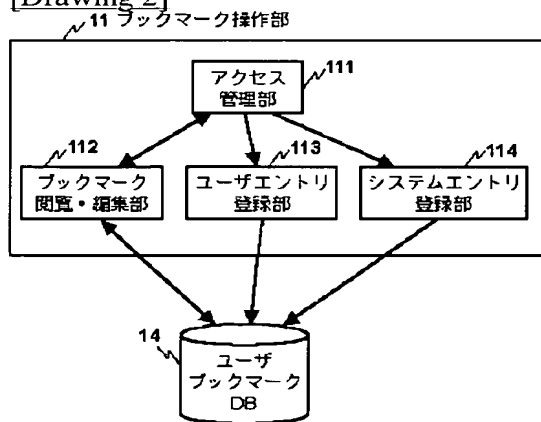 [Drawing 2]
11 ブックマーク操作部
アクセス
管理部
111
112
ブックマーク
閲覧・編集部
113
ユーザエントリ
登録部
114
システムエントリ
登録部
14
ユーザ
ブックマーク
DB